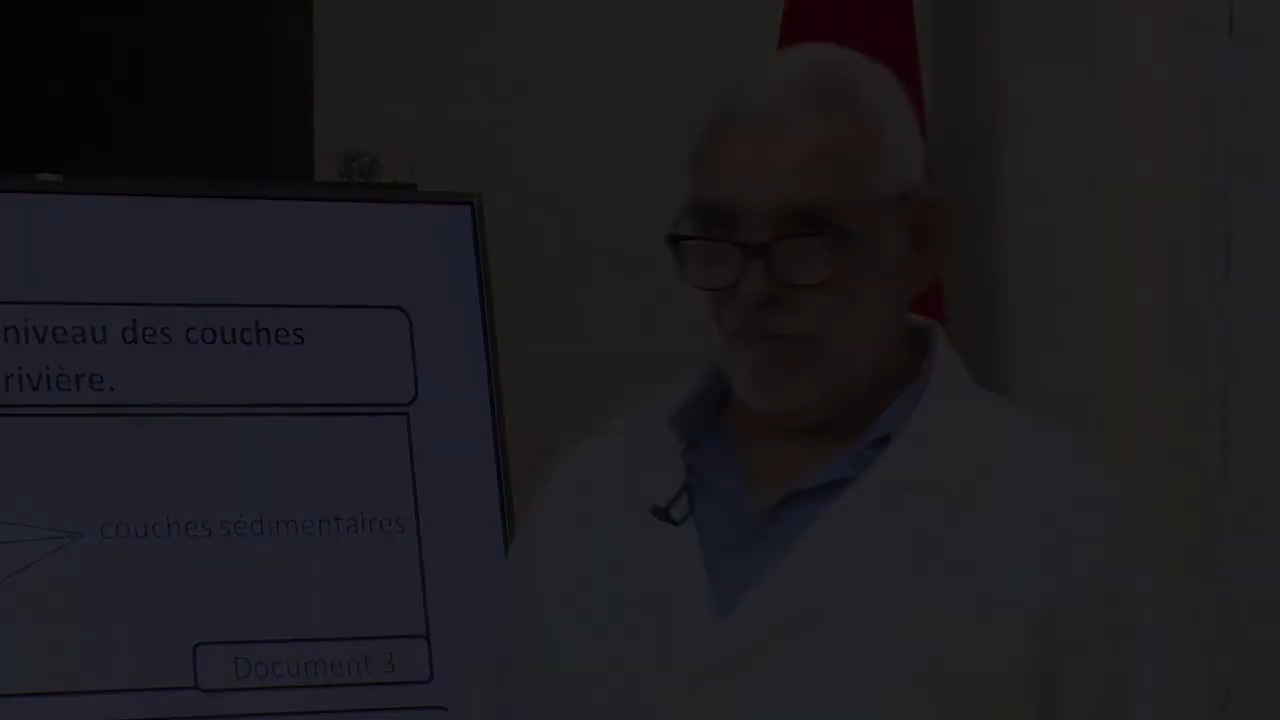 niveau des couches
rivière.
couches sédimentaires
Document 3